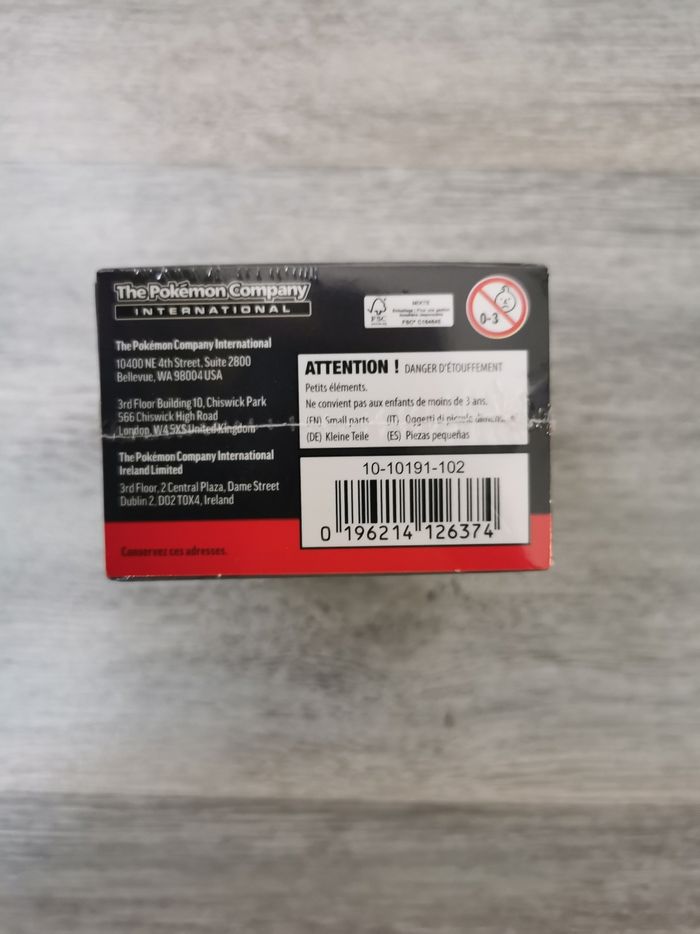 The Pokémon Company
INTERNATIONAL
The Pokémon Company International
10400 NE 4th Street, Suite 2800
Bellevue, WA 98004 USA
3rd Floor Building 10, Chiswick Park
566 Chiswick High Road
London, W4 5XS United Kingdom
The Pokémon Company International
Ireland Limited
3rd Floor, 2 Central Plaza, Dame Street
Dublin 2, D02 T0X4, Ireland
Conservez ces adresses.
FSC
MIXTE
FSC® C184645
0-3
ATTENTION ! DANGER D'ÉTOUFFEMENT
Petits éléments.
Ne convient pas aux enfants de moins de 3 ans.
(EN) Small parts (IT) Oggetti di piccole
(DE) Kleine Teile (ES) Piezas pequeñas
10-10191-102
0 196214 126374